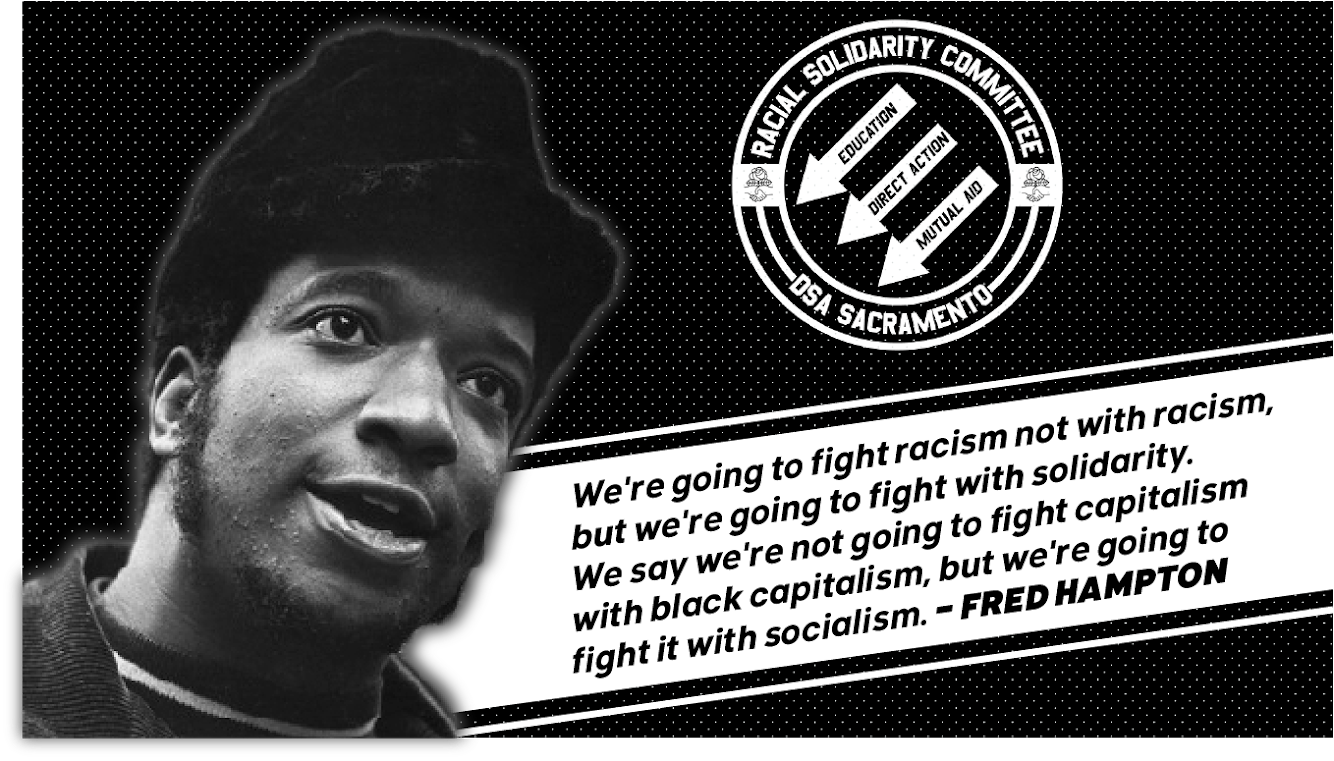 RACIAL SOLIDARITY COMMITTEE
EDUCATION
DIRECT ACTION
MUTUAL AID
DSA SACRAMENTO
We're going to fight racism not with racism,
but we're going to fight with solidarity.
We say we're not going to fight capitalism
with black capitalism, but we're going to
fight it with socialism. – FRED HAMPTON